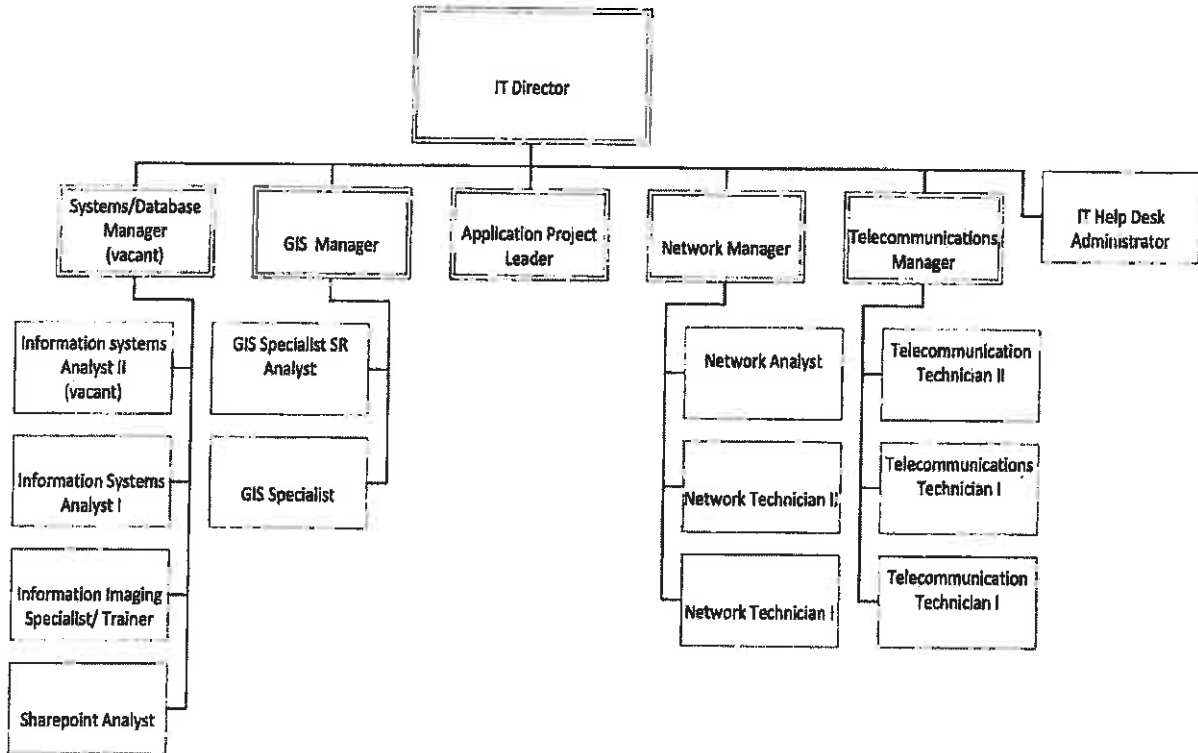 IT Director
Systems/Database
Manager
(vacant)
GIS Manager
Application Project
Leader
Network Manager
Telecommunications
Manager
IT Help Desk
Administrator
Information systems
Analyst II
(vacant)
GIS Specialist SR
Analyst
Network Analyst
Telecommunication
Technician II
Information Systems
Analyst I
GIS Specialist
Network Technician II
Telecommunications
Technician I
Information Imaging
Specialist/ Trainer
Network Technician I
Telecommunication
Technician I
Sharepoint Analyst